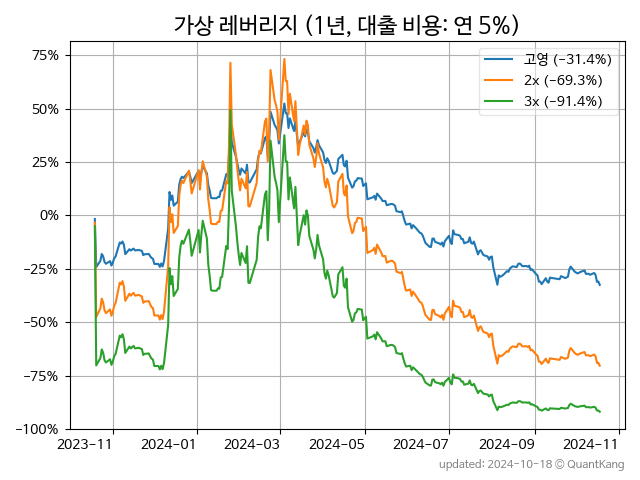 가상 레버리지 (1년, 대출 비용: 연 5%)
고영 (−31.4%)
2x (−69.3%)
3x (−91.4%)
75%
50%
25%
0%
−25%
−50%
−75%
−100%
2023-11 2024-01 2024-03 2024-05 2024-07 2024-09 2024-11
updated: 2024-10-18 © QuantKang